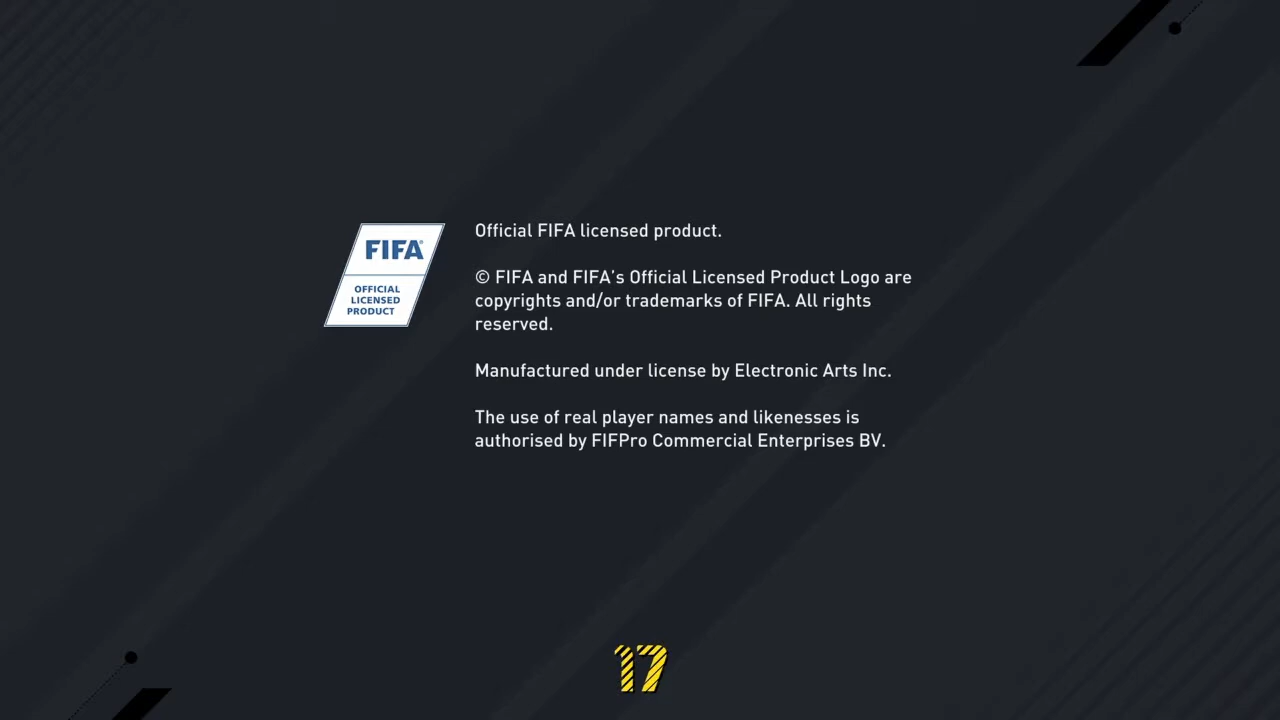 FIFA®
OFFICIAL
LICENSED
PRODUCT
Official FIFA licensed product.
© FIFA and FIFA's Official Licensed Product Logo are
copyrights and/or trademarks of FIFA. All rights
reserved.
Manufactured under license by Electronic Arts Inc.
The use of real player names and likenesses is
authorised by FIFPro Commercial Enterprises BV.
17